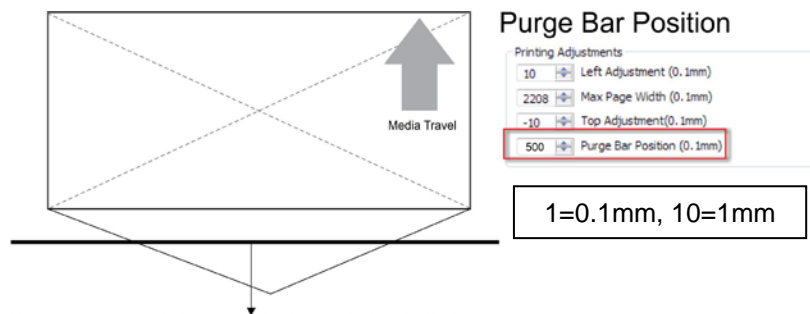 Purge Bar Position
Printing Adjustments
10 Left Adjustment (0.1mm)
2208 Max Page Width (0.1mm)
-10 Top Adjustment(0.1mm)
500 Purge Bar Position (0.1mm)
Media Travel
1=0.1mm, 10=1mm